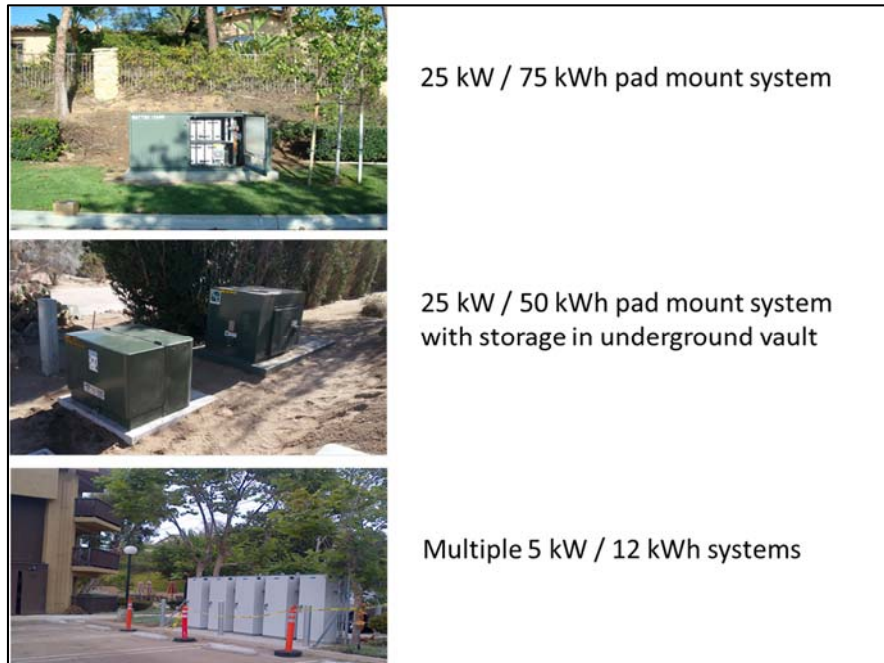 25 kW / 75 kWh pad mount system
25 kW / 50 kWh pad mount system
with storage in underground vault
Multiple 5 kW / 12 kWh systems